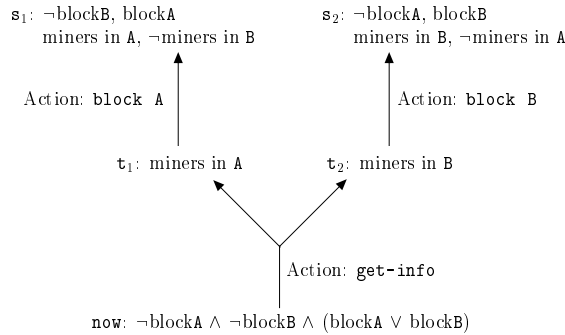 s₁: ¬blockB, blockA
miners in A, ¬miners in B
s₂: ¬blockA, blockB
miners in B, ¬miners in A
Action: block A
Action: block B
t₁: miners in A
t₂: miners in B
Action: get-info
now: ¬blockA ∧ ¬blockB ∧ (blockA ∨ blockB)